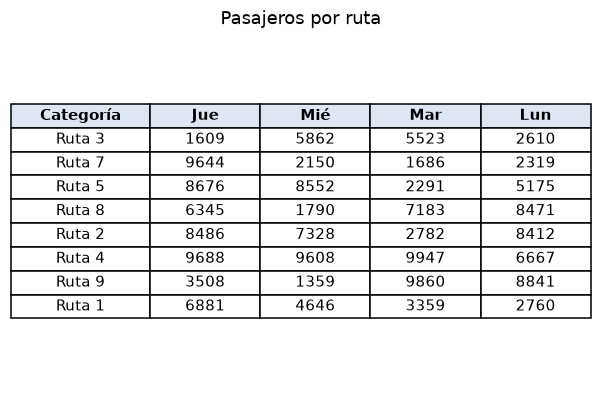 Pasajeros por ruta
Categoría Jue Mié Mar Lun
Ruta 3 1609 5862 5523 2610
Ruta 7 9644 2150 1686 2319
Ruta 5 8676 8552 2291 5175
Ruta 8 6345 1790 7183 8471
Ruta 2 8486 7328 2782 8412
Ruta 4 9688 9608 9947 6667
Ruta 9 3508 1359 9860 8841
Ruta 1 6881 4646 3359 2760